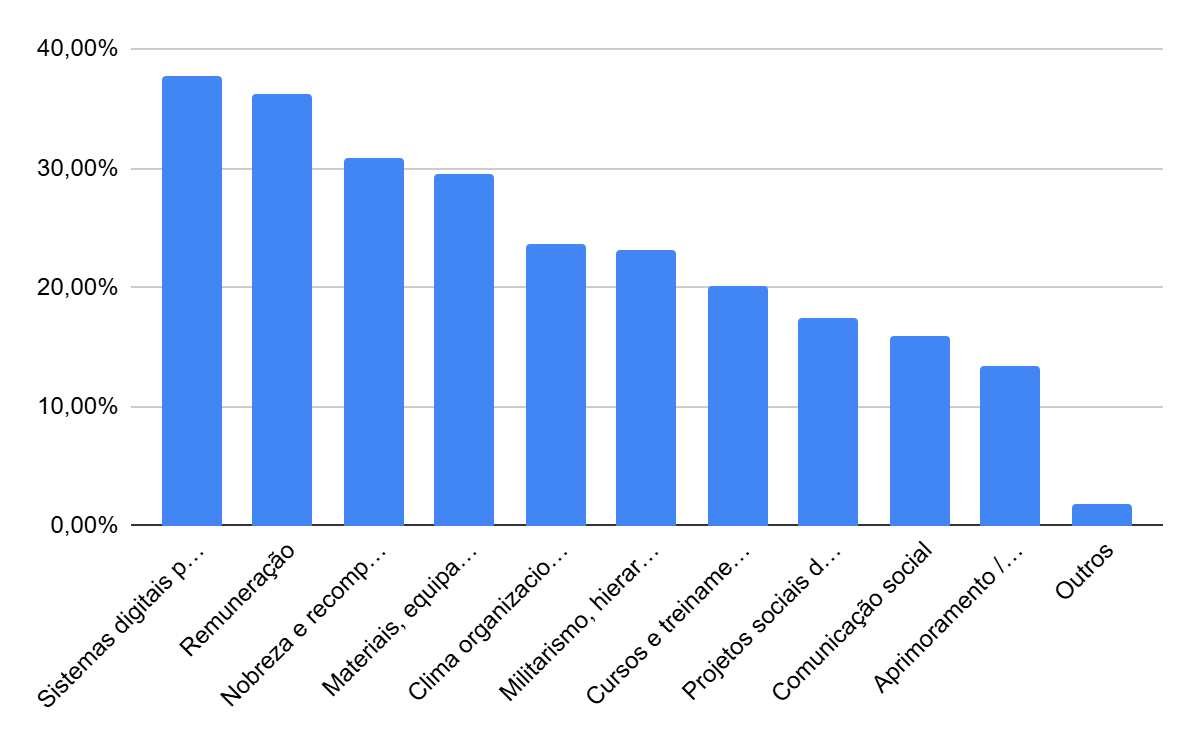 40,00%
30,00%
20,00%
10,00%
0,00%
Sistemas digitais p…
Remuneração
Nobreza e recomp…
Materiais, equipa…
Clima organizacio…
Militarismo, hierar…
Cursos e treiname…
Projetos sociais d…
Comunicação social
Aprimoramento /…
Outros